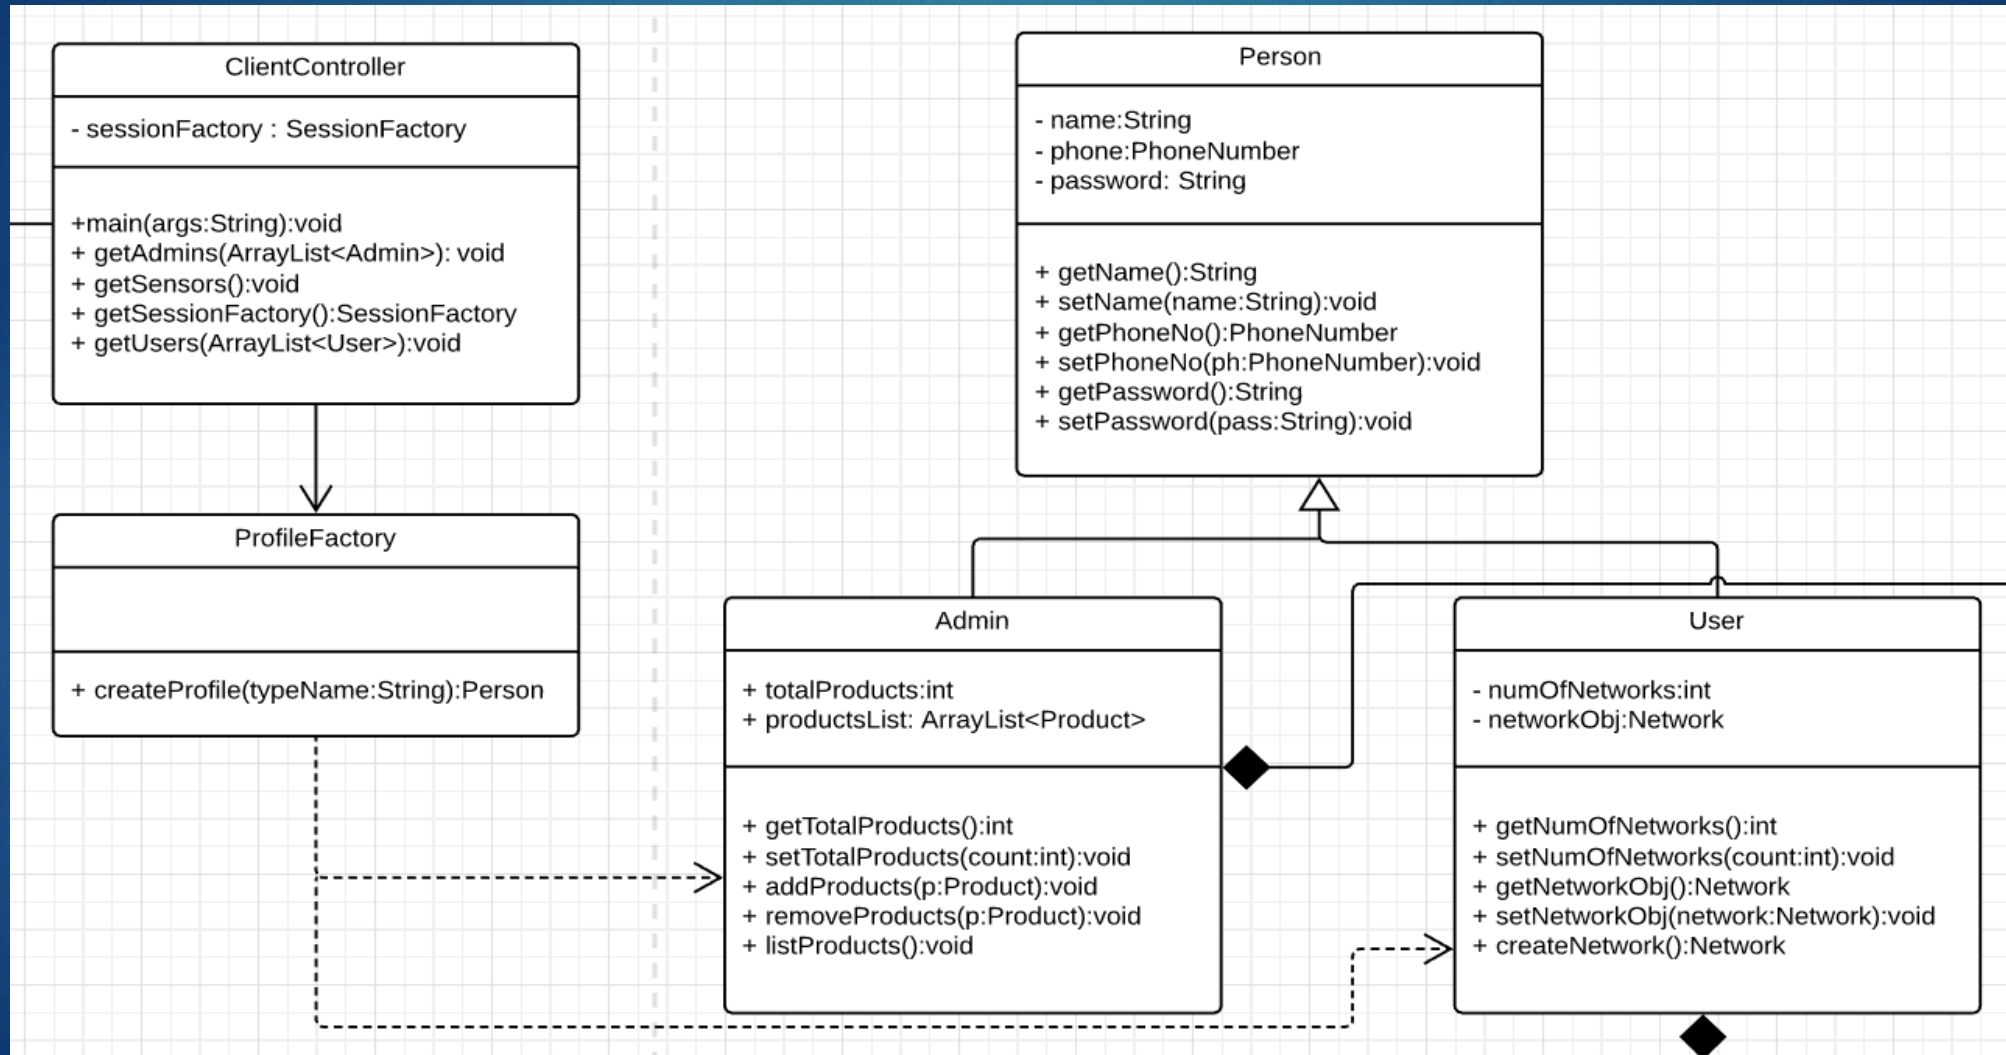 ClientController
- sessionFactory : SessionFactory
+main(args:String):void
+ getAdmins(ArrayList<Admin>): void
+ getSensors():void
+ getSessionFactory():SessionFactory
+ getUsers(ArrayList<User>):void
Person
- name:String
- phone:PhoneNumber
- password: String
+ getName():String
+ setName(name:String):void
+ getPhoneNo():PhoneNumber
+ setPhoneNo(ph:PhoneNumber):void
+ getPassword():String
+ setPassword(pass:String):void
ProfileFactory
+ createProfile(typeName:String):Person
Admin
+ totalProducts:int
+ productsList: ArrayList<Product>
+ getTotalProducts():int
+ setTotalProducts(count:int):void
+ addProducts(p:Product):void
+ removeProducts(p:Product):void
+ listProducts():void
User
- numOfNetworks:int
- networkObj:Network
+ getNumOfNetworks():int
+ setNumOfNetworks(count:int):void
+ getNetworkObj():Network
+ setNetworkObj(network:Network):void
+ createNetwork():Network